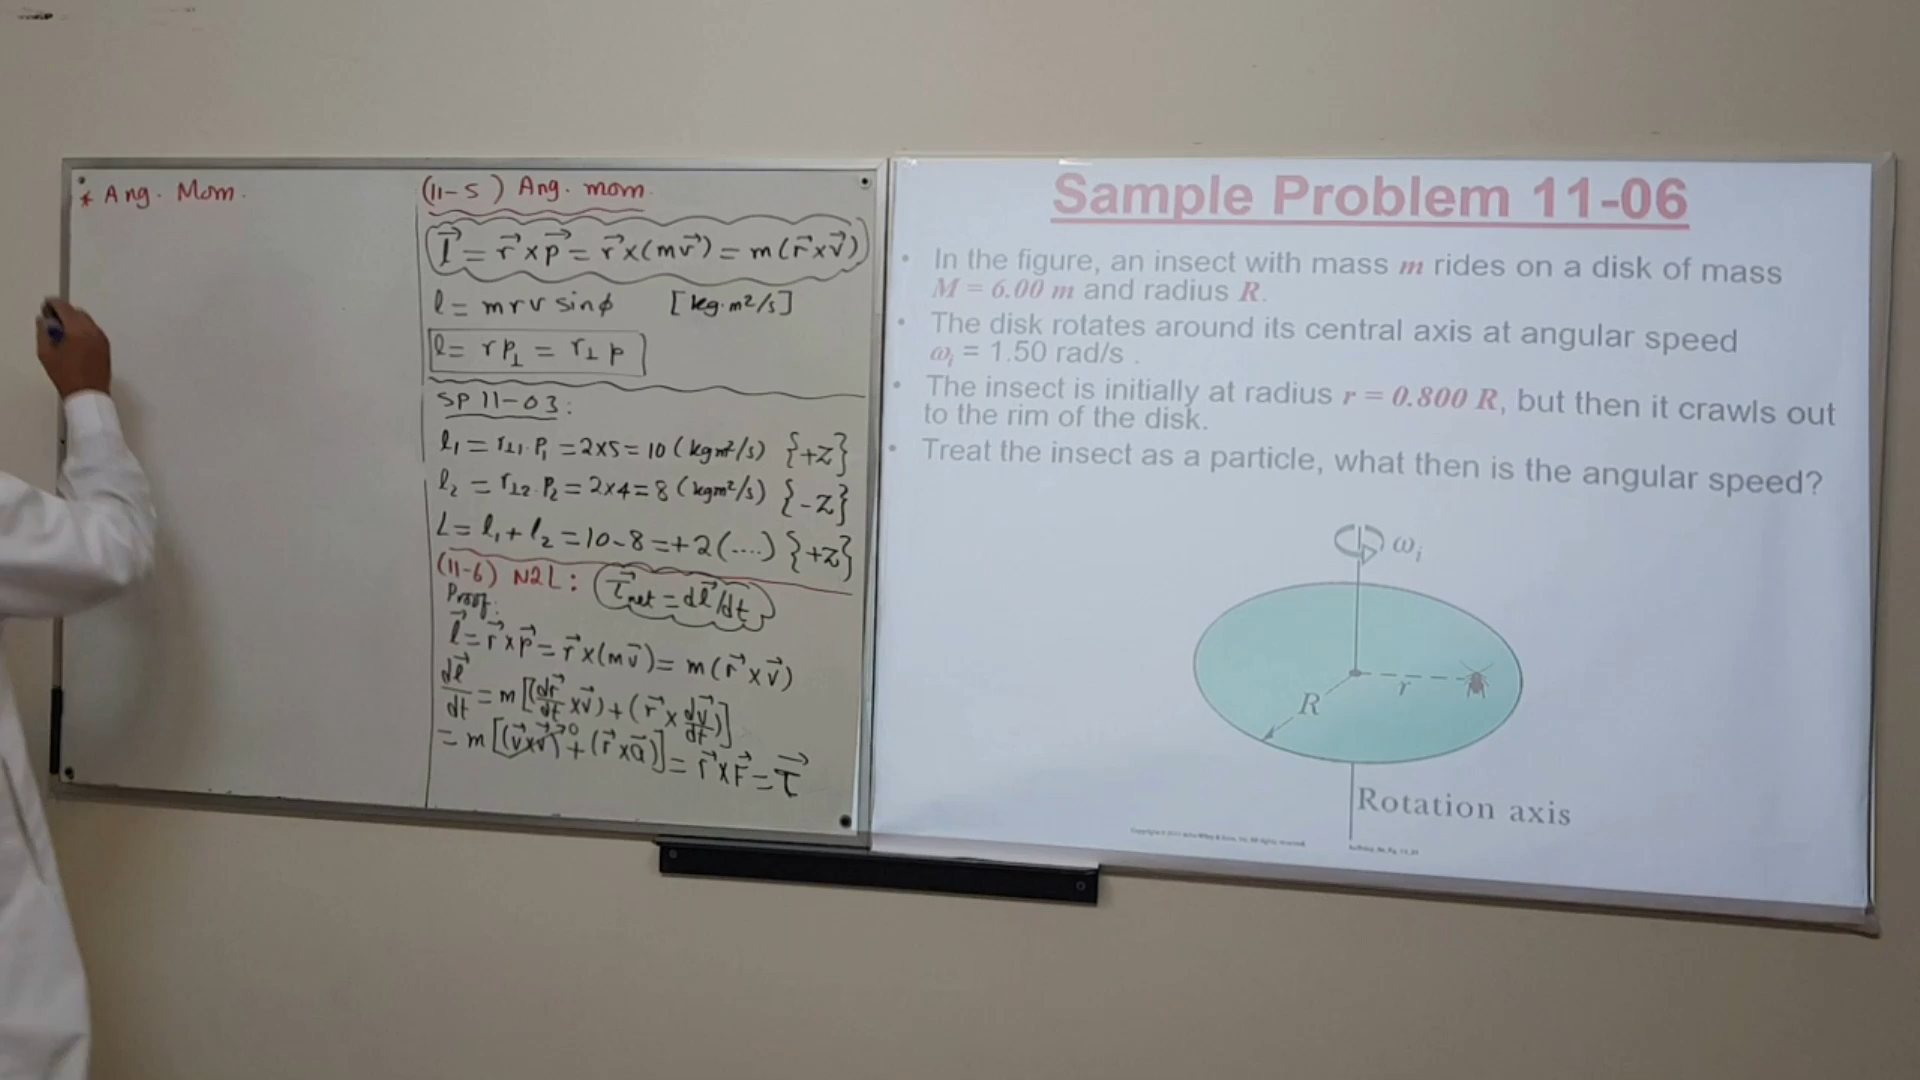 * Ang. Mom.
(11-5) Ang. mom.
l⃗ = r⃗ × p⃗ = r⃗ × (m v⃗) = m (r⃗ × v⃗)
l = m r v sin ϕ [kg.m²/s]
l = r p⊥ = r⊥ p
SP 11-03:
l₁ = r⊥₁.P₁ = 2×5 = 10 (kgm²/s) {+Z}
l₂ = r⊥₂.P₂ = 2×4 = 8 (kgm²/s) {-Z}
L = l₁ + l₂ = 10 - 8 = +2 (....) {+Z}
(11-6) N2L: τ⃗net = dl⃗/dt
Proof:
l⃗ = r⃗ × p⃗ = r⃗ × (m v⃗) = m (r⃗ × v⃗)
dl⃗/dt = m [(dr⃗/dt × v⃗) + (r⃗ × dv⃗/dt)]
= m [(v⃗ × v⃗)→0 + (r⃗ × a⃗)] = r⃗ × F⃗ = τ⃗
Sample Problem 11-06
• In the figure, an insect with mass m rides on a disk of mass
M = 6.00 m and radius R.
• The disk rotates around its central axis at angular speed
ωᵢ = 1.50 rad/s .
• The insect is initially at radius r = 0.800 R, but then it crawls out
to the rim of the disk.
• Treat the insect as a particle, what then is the angular speed?
ωᵢ
r
R
Rotation axis